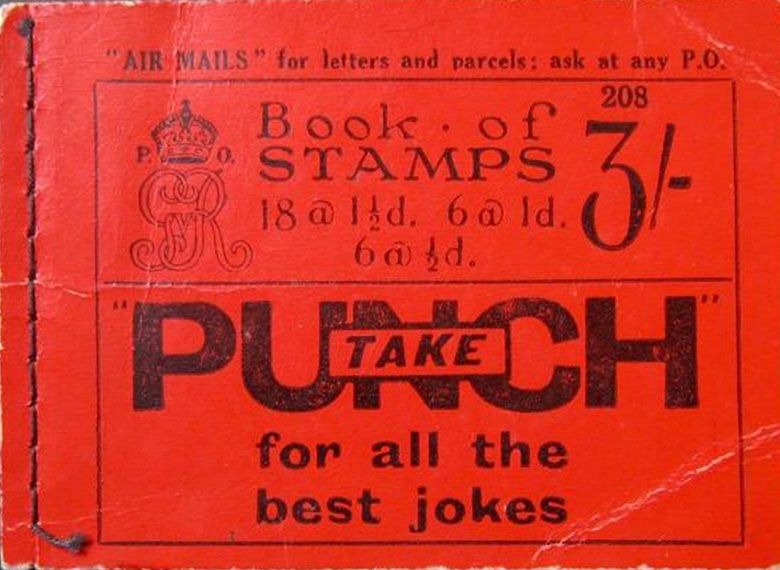 "AIR MAILS" for letters and parcels: ask at any P.O.
208
Book · of
STAMPS
3/-
P. O.
GVR
18 @ 1½d. 6 @ 1d.
6 @ ½d.
"PUNCH"
TAKE
for all the
best jokes